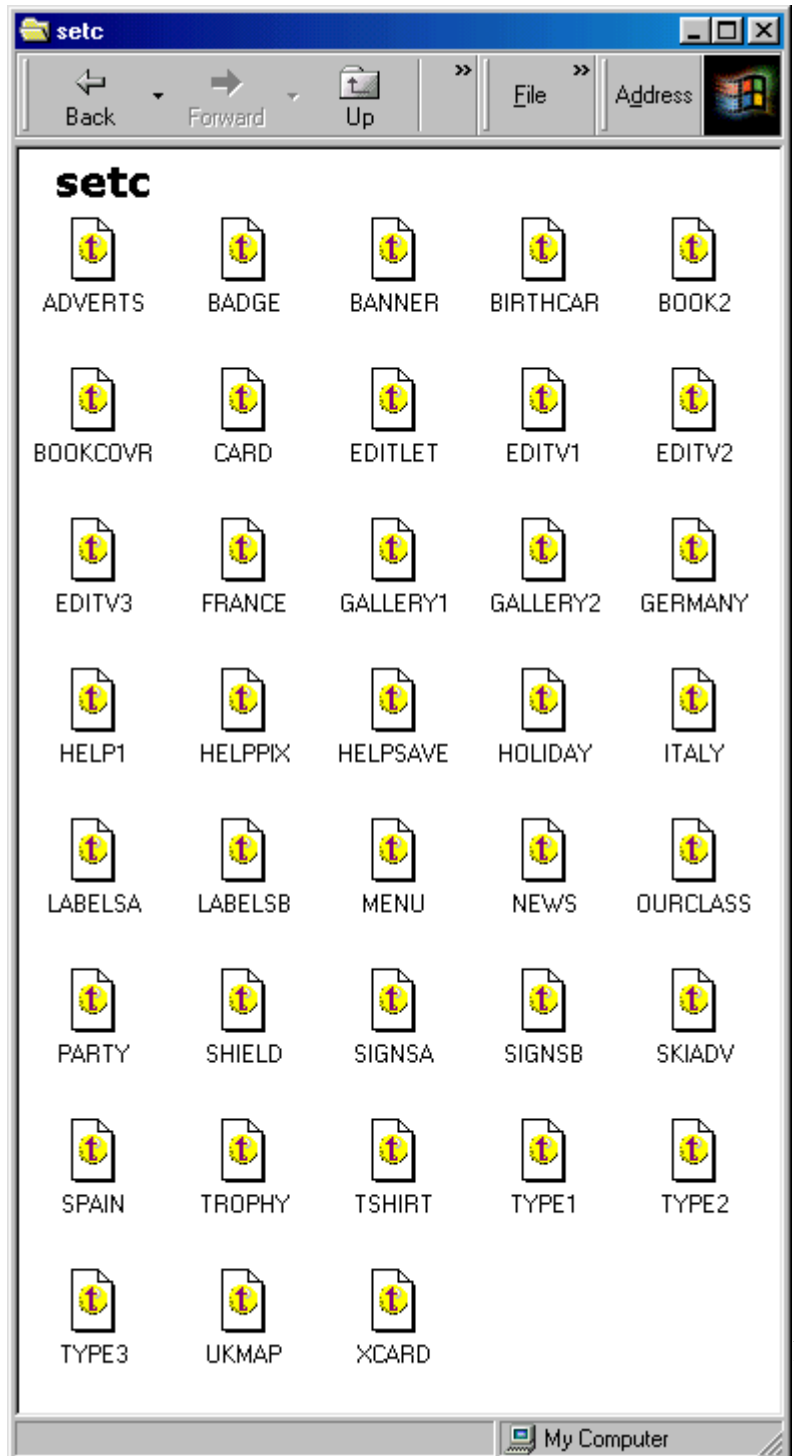 setc
Back Forward Up » File » Address
setc
ADVERTS BADGE BANNER BIRTHCAR BOOK2
BOOKCOVR CARD EDITLET EDITV1 EDITV2
EDITV3 FRANCE GALLERY1 GALLERY2 GERMANY
HELP1 HELPPIX HELPSAVE HOLIDAY ITALY
LABELSA LABELSB MENU NEWS OURCLASS
PARTY SHIELD SIGNSA SIGNSB SKIADV
SPAIN TROPHY TSHIRT TYPE1 TYPE2
TYPE3 UKMAP XCARD
My Computer